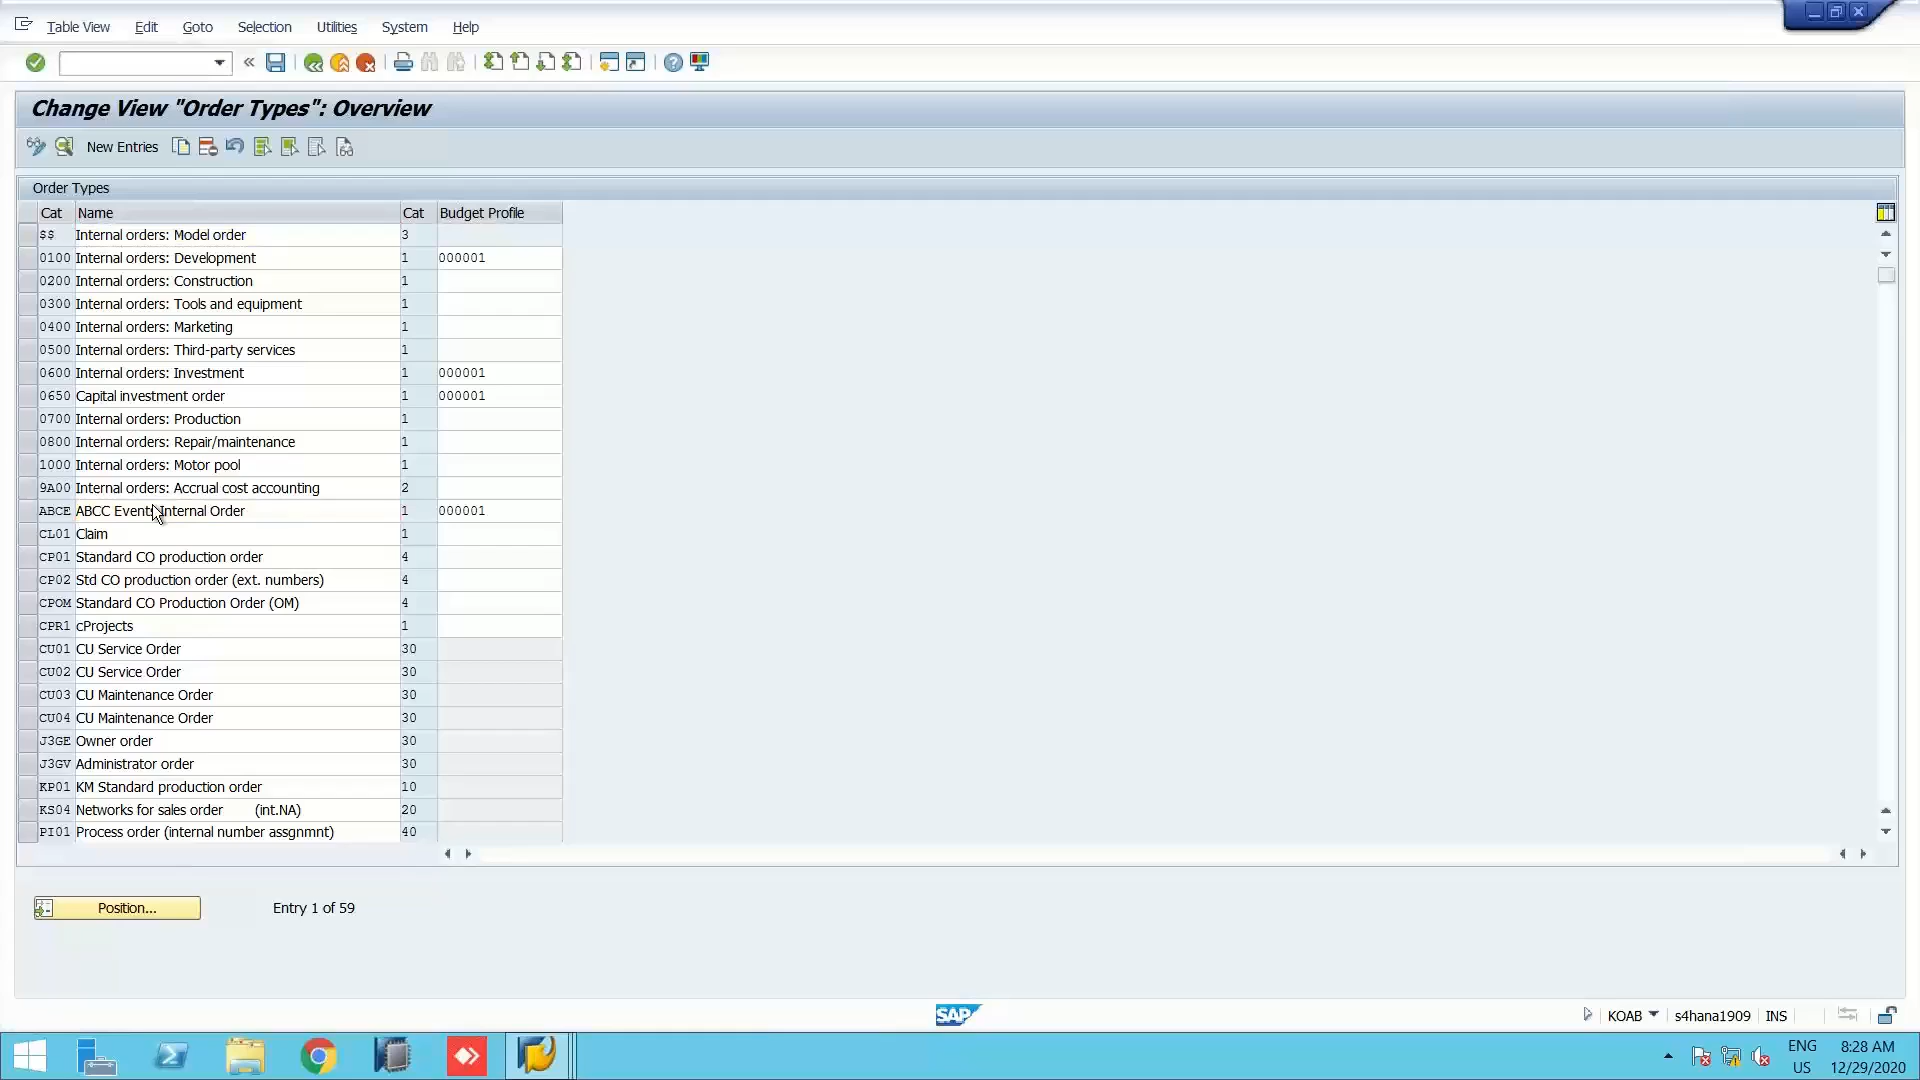 Table View Edit Goto Selection Utilities System Help
Change View "Order Types": Overview
New Entries
Order Types
Cat Name Cat Budget Profile
$$ Internal orders: Model order 3
0100 Internal orders: Development 1 000001
0200 Internal orders: Construction 1
0300 Internal orders: Tools and equipment 1
0400 Internal orders: Marketing 1
0500 Internal orders: Third-party services 1
0600 Internal orders: Investment 1 000001
0650 Capital investment order 1 000001
0700 Internal orders: Production 1
0800 Internal orders: Repair/maintenance 1
1000 Internal orders: Motor pool 1
9A00 Internal orders: Accrual cost accounting 2
ABCE ABCC Events Internal Order 1 000001
CL01 Claim 1
CP01 Standard CO production order 4
CP02 Std CO production order (ext. numbers) 4
CPOM Standard CO Production Order (OM) 4
CPR1 cProjects 1
CU01 CU Service Order 30
CU02 CU Service Order 30
CU03 CU Maintenance Order 30
CU04 CU Maintenance Order 30
J3GE Owner order 30
J3GV Administrator order 30
KP01 KM Standard production order 10
KS04 Networks for sales order (int.NA) 20
PI01 Process order (internal number assgnmnt) 40
Position... Entry 1 of 59
SAP KOAB s4hana1909 INS
ENG 8:28 AM
US 12/29/2020